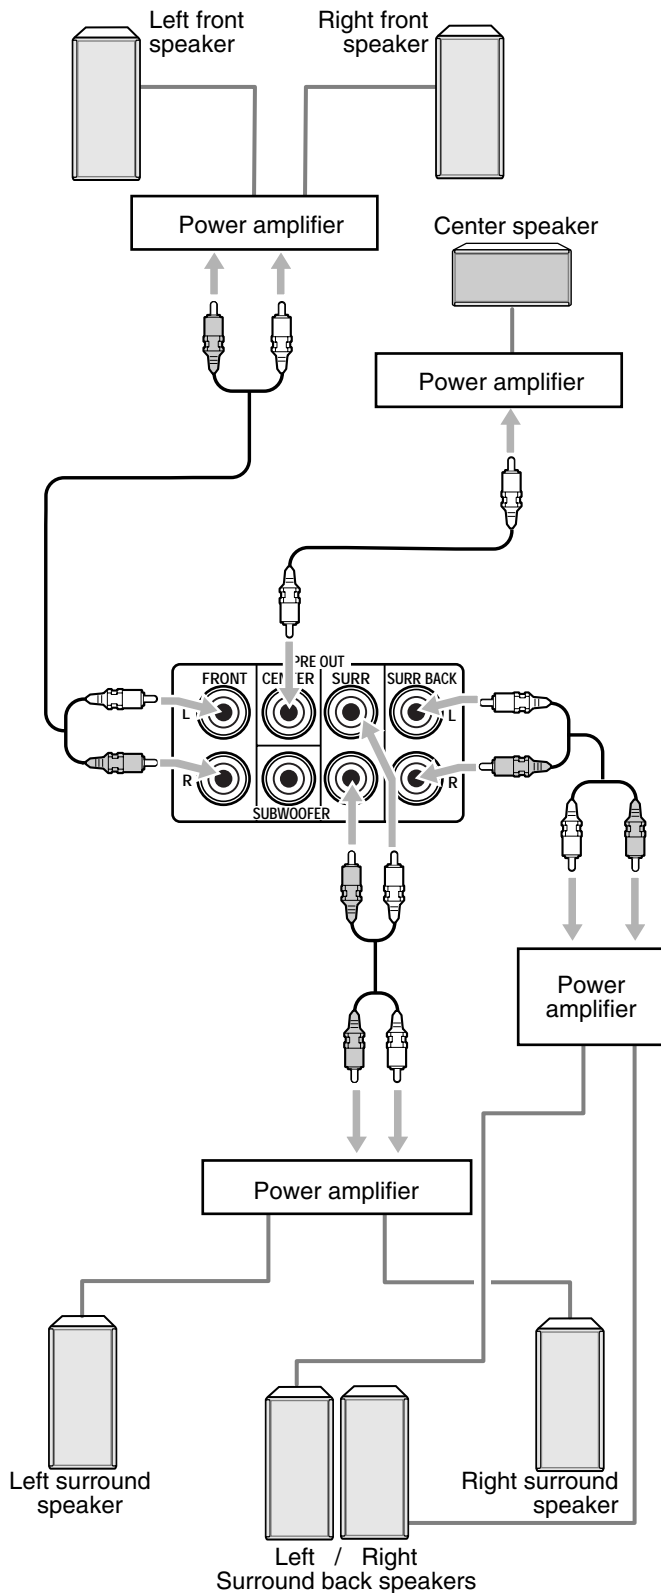 Left front
speaker
Right front
speaker
Power amplifier
Center speaker
Power amplifier
PRE OUT
FRONT CENTER SURR SURR BACK
L L
R R
SUBWOOFER
Power
amplifier
Power amplifier
Left surround
speaker
Right surround
speaker
Left / Right
Surround back speakers